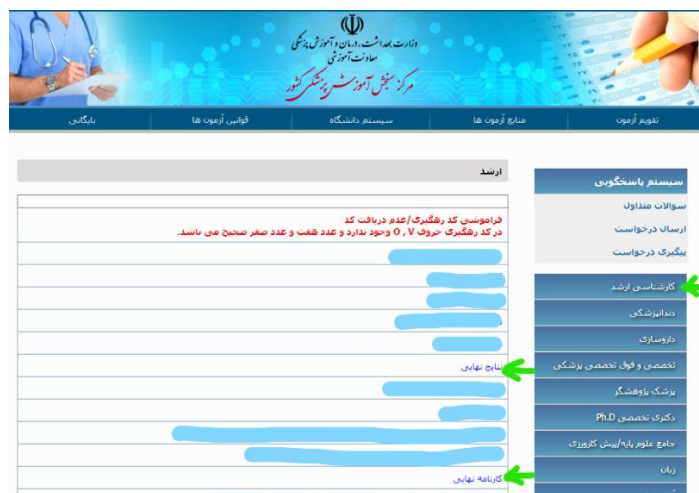 وزارت بهداشت، درمان و آموزش پزشکی
معاونت آموزشی
مرکز سنجش آموزش پزشکی کشور
تقویم آزمون
منابع آزمون ها
سیستم دانشگاه
قوانین آزمون ها
بایگانی
سیستم پاسخگویی
سوالات متداول
ارسال درخواست
پیگیری درخواست
کارشناسی ارشد
دندانپزشکی
داروسازی
تخصصی و فوق تخصصی پزشکی
پزشک پژوهشگر
دکتری تخصصی Ph.D
جامع علوم پایه/پیش کارورزی
زبان
ارشد
فراموشی کد رهگیری/عدم دریافت کد
در کد رهگیری حروف O , V وجود ندارد و عدد هفت و عدد صفر صحیح می باشد.
نتایج نهایی
کارنامه نهایی